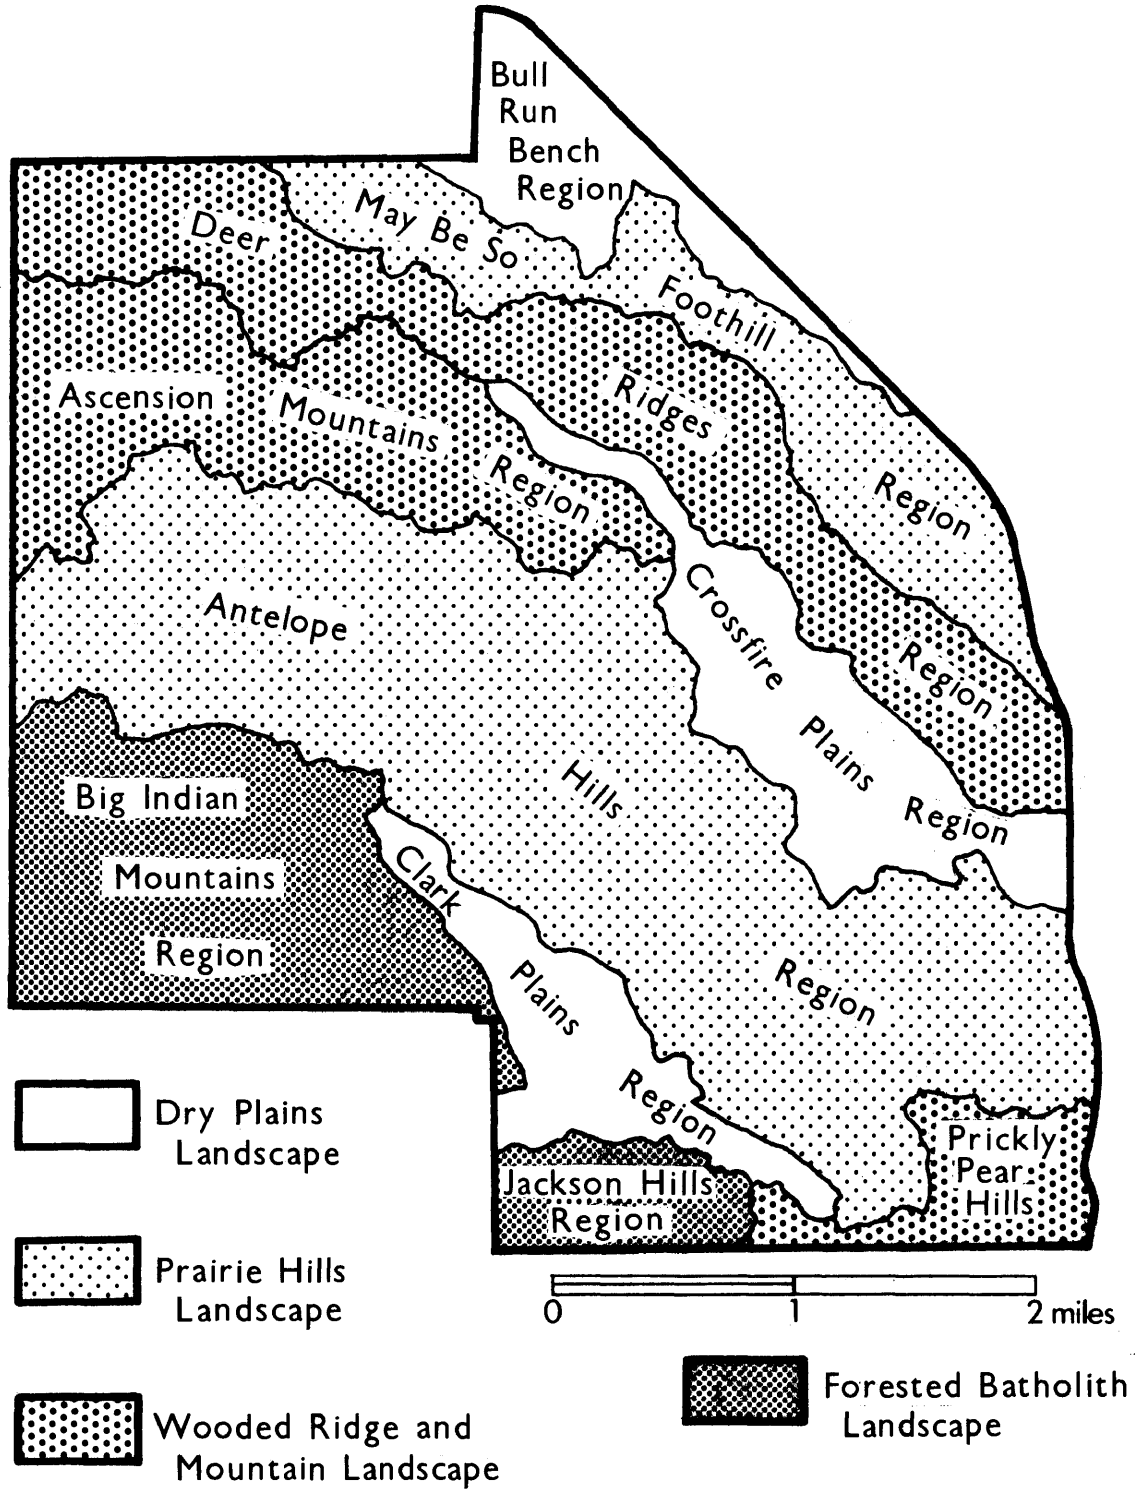 Bull
Run
Bench
Region
May Be So
Foothill
Region
Deer
Ridges
Region
Ascension
Mountains
Region
Crossfire
Plains
Region
Antelope
Hills
Region
Big Indian
Mountains
Region
Clark
Plains
Region
Prickly
Pear
Hills
Jackson Hills
Region
Dry Plains
Landscape
Prairie Hills
Landscape
Wooded Ridge and
Mountain Landscape
0 1 2 miles
Forested Batholith
Landscape